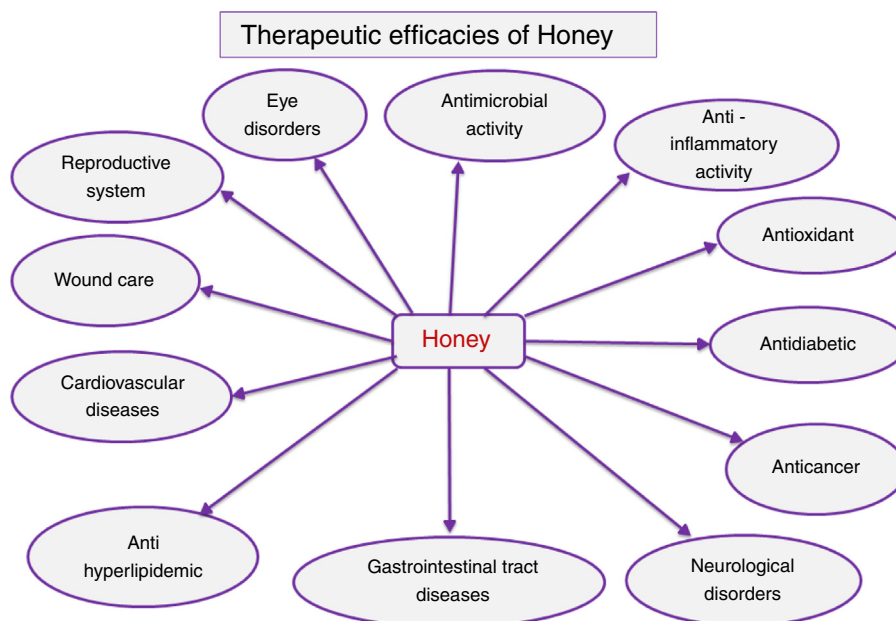 Therapeutic efficacies of Honey
Eye
disorders
Antimicrobial
activity
Anti -
inflammatory
activity
Reproductive
system
Antioxidant
Wound care
Honey
Antidiabetic
Cardiovascular
diseases
Anticancer
Anti
hyperlipidemic
Gastrointestinal tract
diseases
Neurological
disorders